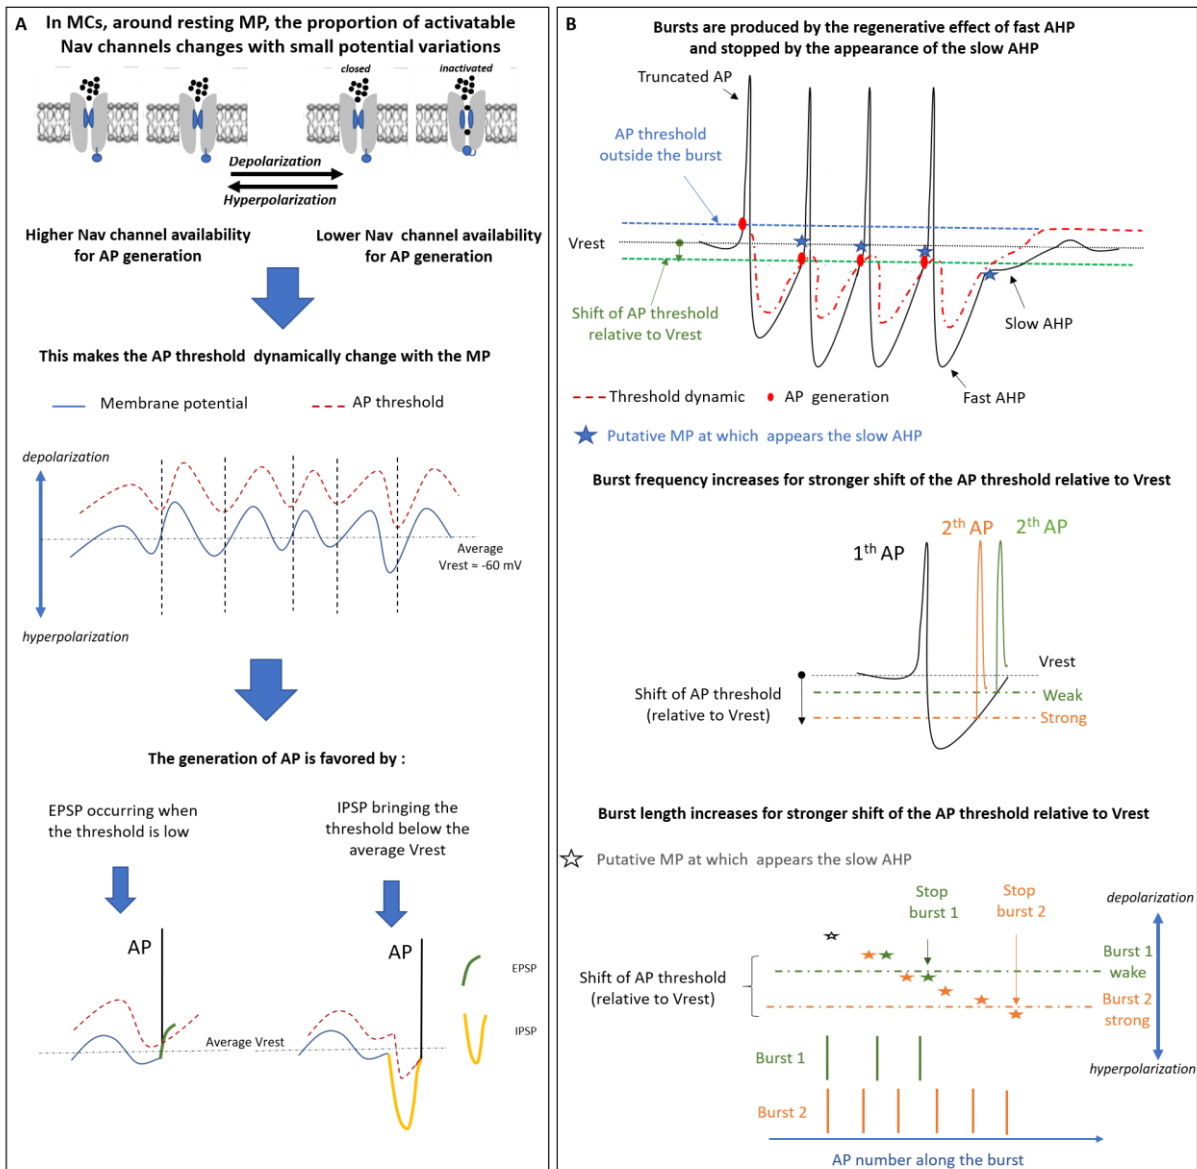 A
In MCs, around resting MP, the proportion of activatable
Nav channels changes with small potential variations
closed
inactivated
Depolarization
Hyperpolarization
Higher Nav channel availability
for AP generation
Lower Nav channel availability
for AP generation
This makes the AP threshold dynamically change with the MP
Membrane potential
AP threshold
depolarization
Average
Vrest ≈ -60 mV
hyperpolarization
The generation of AP is favored by :
EPSP occurring when
the threshold is low
IPSP bringing the
threshold below the
average Vrest
AP
AP
EPSP
IPSP
Average Vrest
B
Bursts are produced by the regenerative effect of fast AHP
and stopped by the appearance of the slow AHP
Truncated AP
AP threshold
outside the burst
Vrest
Shift of AP threshold
relative to Vrest
Slow AHP
Fast AHP
Threshold dynamic
AP generation
Putative MP at which appears the slow AHP
Burst frequency increases for stronger shift of the AP threshold relative to Vrest
1th AP
2th AP
2th AP
Vrest
Shift of AP threshold
(relative to Vrest)
Weak
Strong
Burst length increases for stronger shift of the AP threshold relative to Vrest
Putative MP at which appears the slow AHP
Stop
burst 1
Stop
burst 2
depolarization
Shift of AP threshold
(relative to Vrest)
Burst 1
wake
Burst 2
strong
hyperpolarization
Burst 1
Burst 2
AP number along the burst